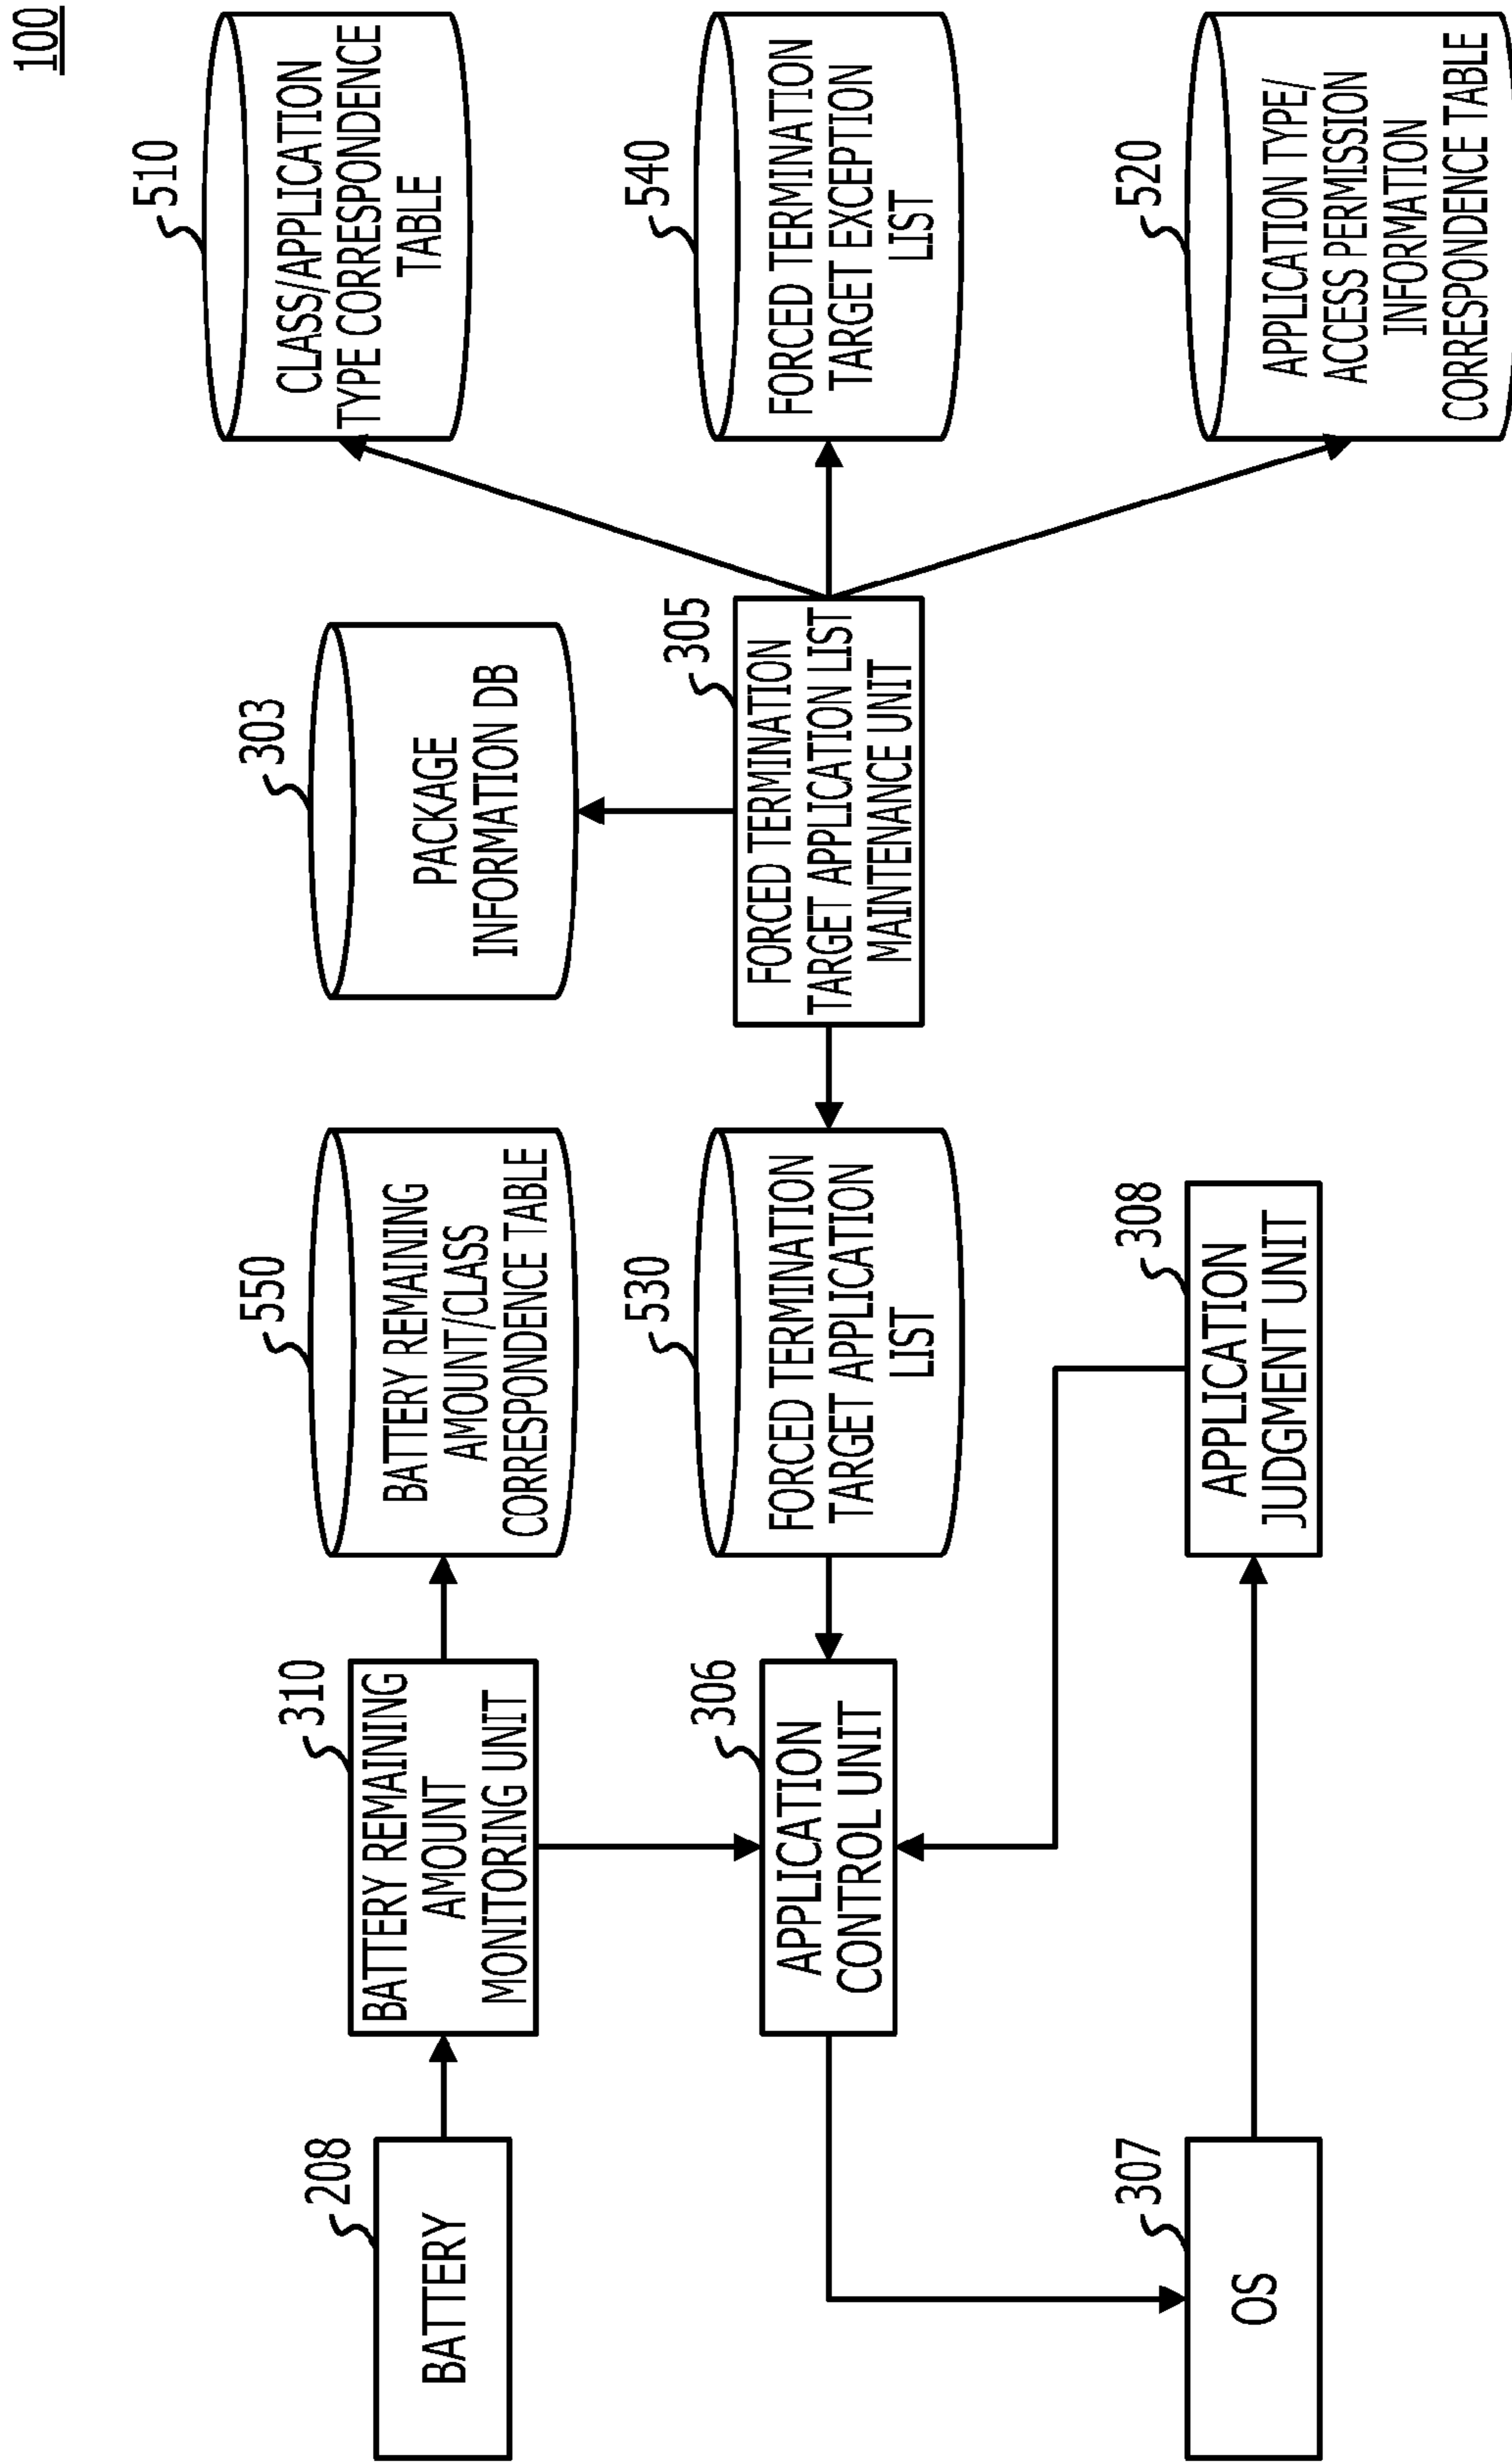 100
208
BATTERY
310
BATTERY REMAINING
AMOUNT
MONITORING UNIT
550
BATTERY REMAINING
AMOUNT/CLASS
CORRESPONDENCE TABLE
303
PACKAGE
INFORMATION DB
510
CLASS/APPLICATION
TYPE CORRESPONDENCE
TABLE
306
APPLICATION
CONTROL UNIT
530
FORCED TERMINATION
TARGET APPLICATION
LIST
305
FORCED TERMINATION
TARGET APPLICATION LIST
MAINTENANCE UNIT
540
FORCED TERMINATION
TARGET EXCEPTION
LIST
307
OS
308
APPLICATION
JUDGMENT UNIT
520
APPLICATION TYPE/
ACCESS PERMISSION
INFORMATION
CORRESPONDENCE TABLE